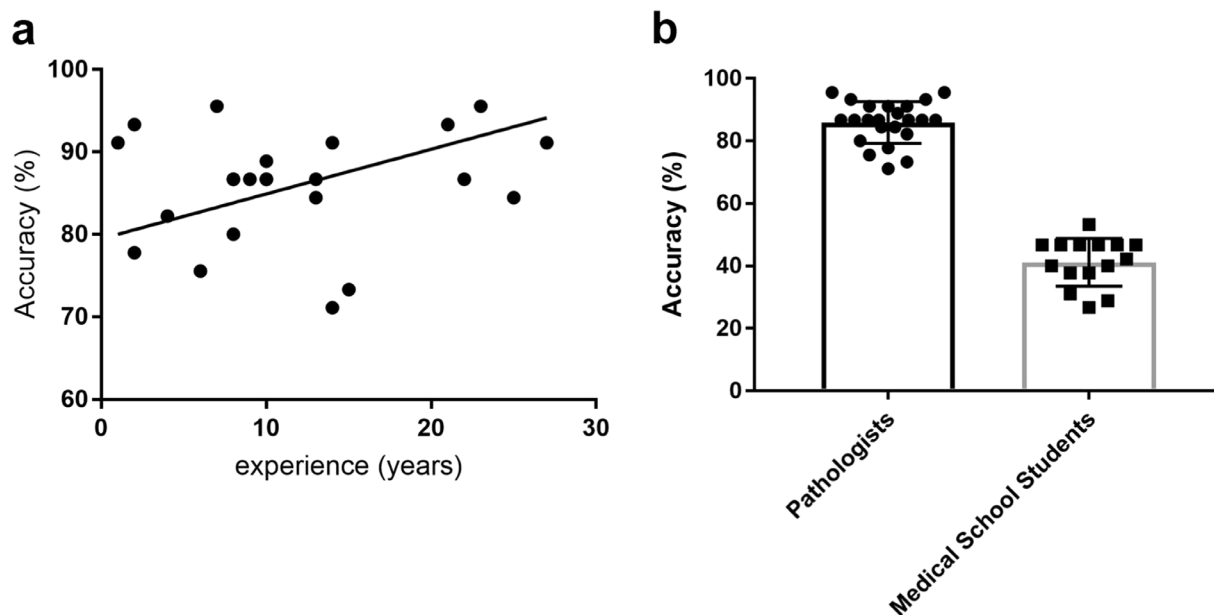 a
Accuracy (%)
100
90
80
70
60
0
10
20
30
experience (years)
b
Accuracy (%)
100
80
60
40
20
0
Pathologists
Medical School Students